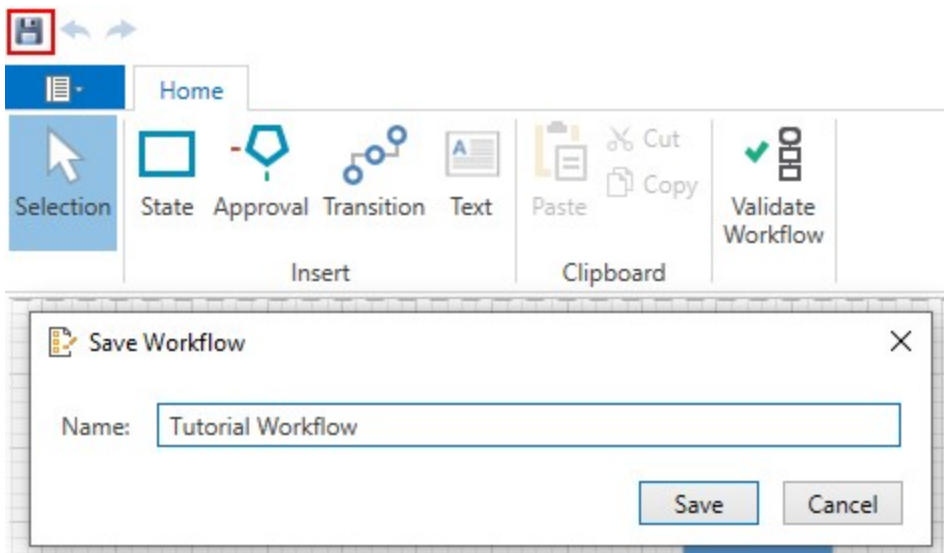 Home
Selection
State
Approval
Transition
Text
Paste
Cut
Copy
Validate
Workflow
Insert
Clipboard
Save Workflow
Name: Tutorial Workflow
Save
Cancel